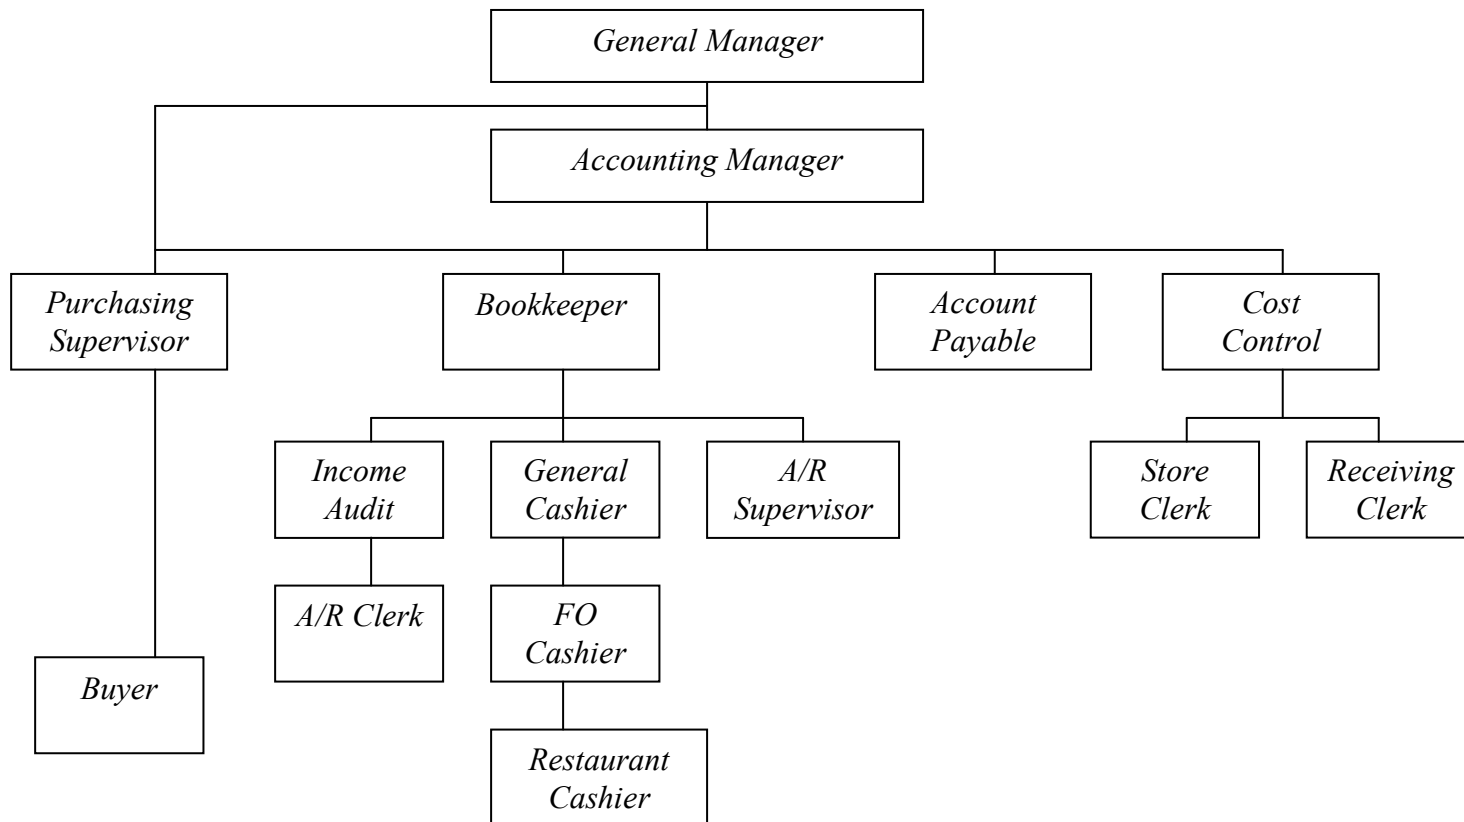 General Manager
Accounting Manager
Purchasing
Supervisor
Bookkeeper
Account
Payable
Cost
Control
Income
Audit
General
Cashier
A/R
Supervisor
Store
Clerk
Receiving
Clerk
A/R Clerk
FO
Cashier
Buyer
Restaurant
Cashier